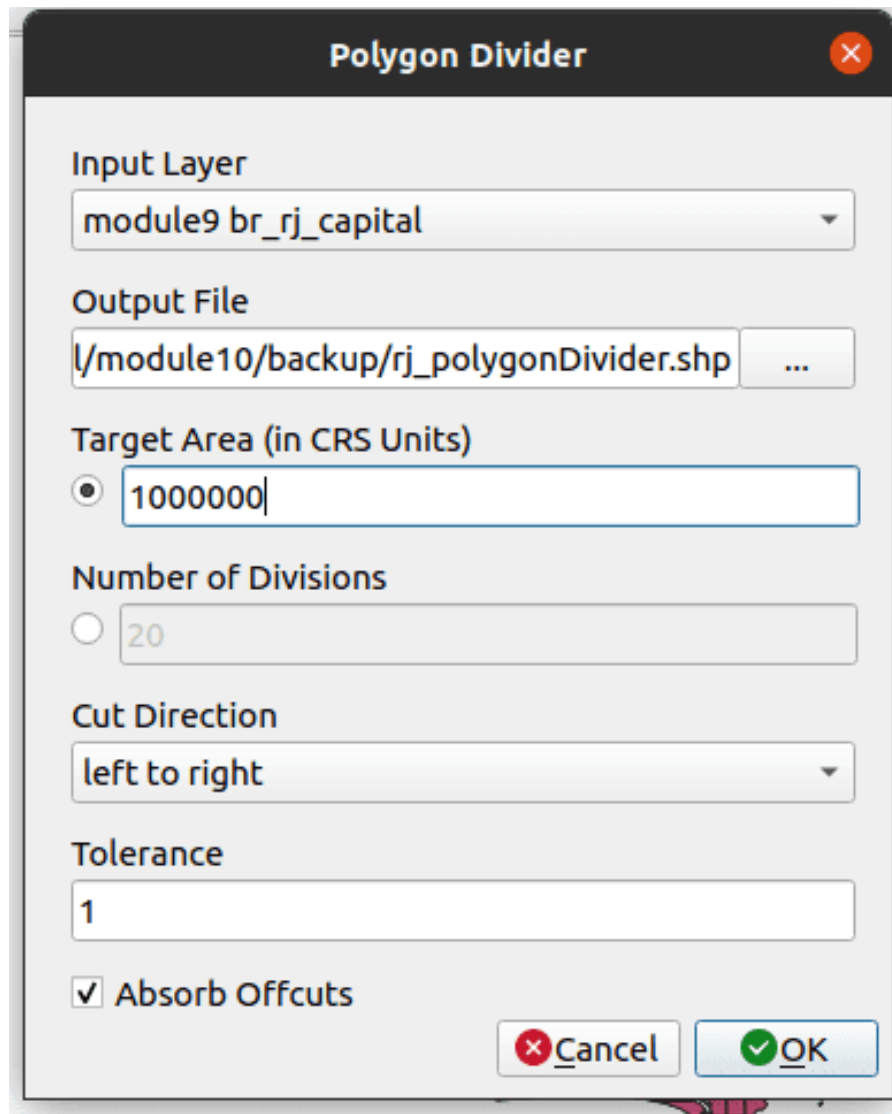 Polygon Divider
Input Layer
module9 br_rj_capital
Output File
l/module10/backup/rj_polygonDivider.shp
...
Target Area (in CRS Units)
1000000
Number of Divisions
20
Cut Direction
left to right
Tolerance
1
Absorb Offcuts
Cancel
OK